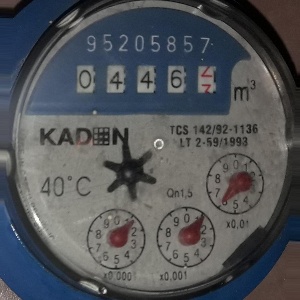 95205857
0446
m³
KADEN
TCS 142/92-1136
LT 2-59/1993
40°C
Qn1,5
x0,01
x0,0001
x0,001